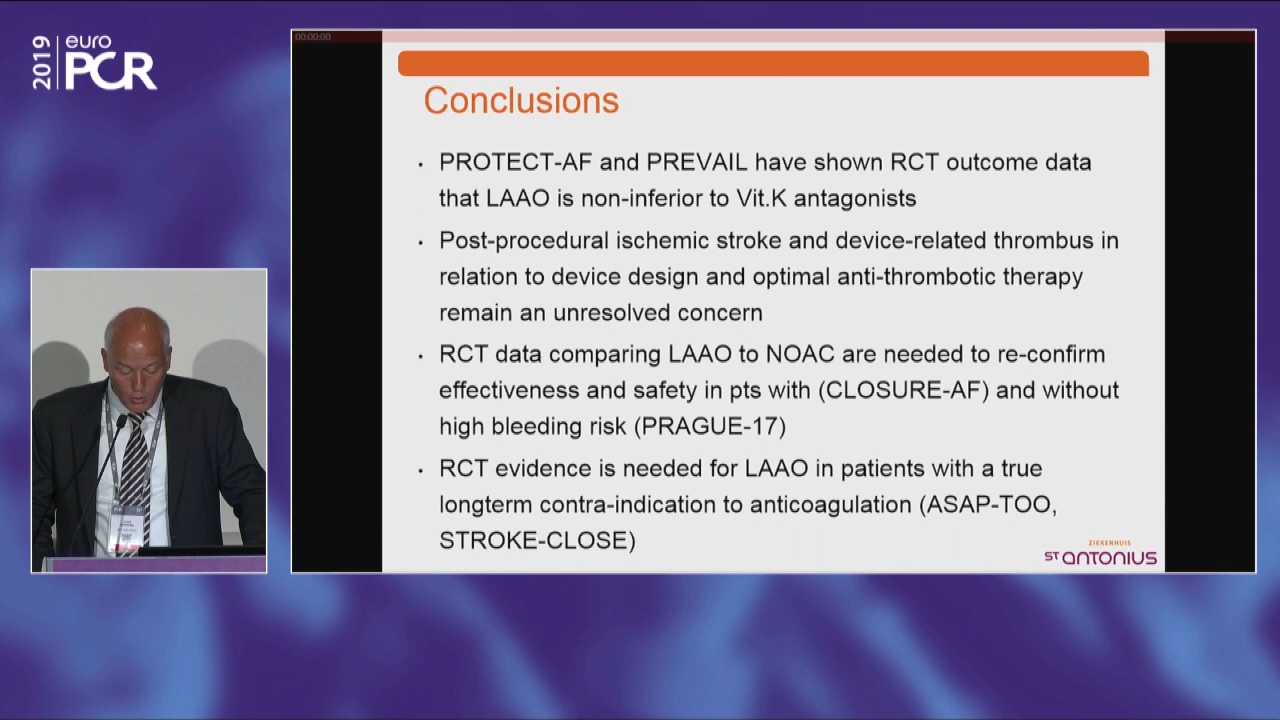 2019
euro
PCR
00:00:00
Conclusions
• PROTECT-AF and PREVAIL have shown RCT outcome data
that LAAO is non-inferior to Vit.K antagonists
• Post-procedural ischemic stroke and device-related thrombus in
relation to device design and optimal anti-thrombotic therapy
remain an unresolved concern
• RCT data comparing LAAO to NOAC are needed to re-confirm
effectiveness and safety in pts with (CLOSURE-AF) and without
high bleeding risk (PRAGUE-17)
• RCT evidence is needed for LAAO in patients with a true
longterm contra-indication to anticoagulation (ASAP-TOO,
STROKE-CLOSE)
ZIEKENHUIS
ST ANTONIUS